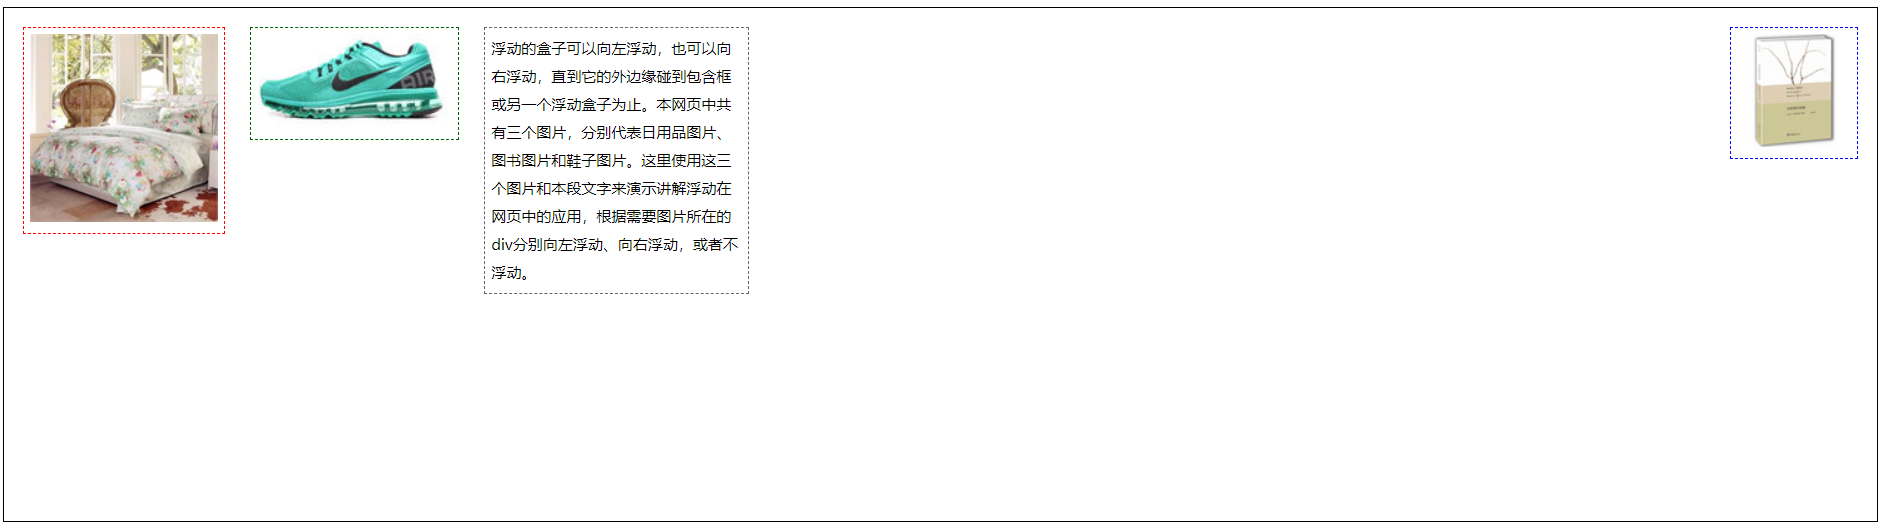 浮动的盒子可以向左浮动，也可以向
右浮动，直到它的外边缘碰到包含框
或另一个浮动盒子为止。本网页中共
有三个图片，分别代表日用品图片、
图书图片和鞋子图片。这里使用这三
个图片和本段文字来演示讲解浮动在
网页中的应用，根据需要图片所在的
div分别向左浮动、向右浮动，或者不
浮动。